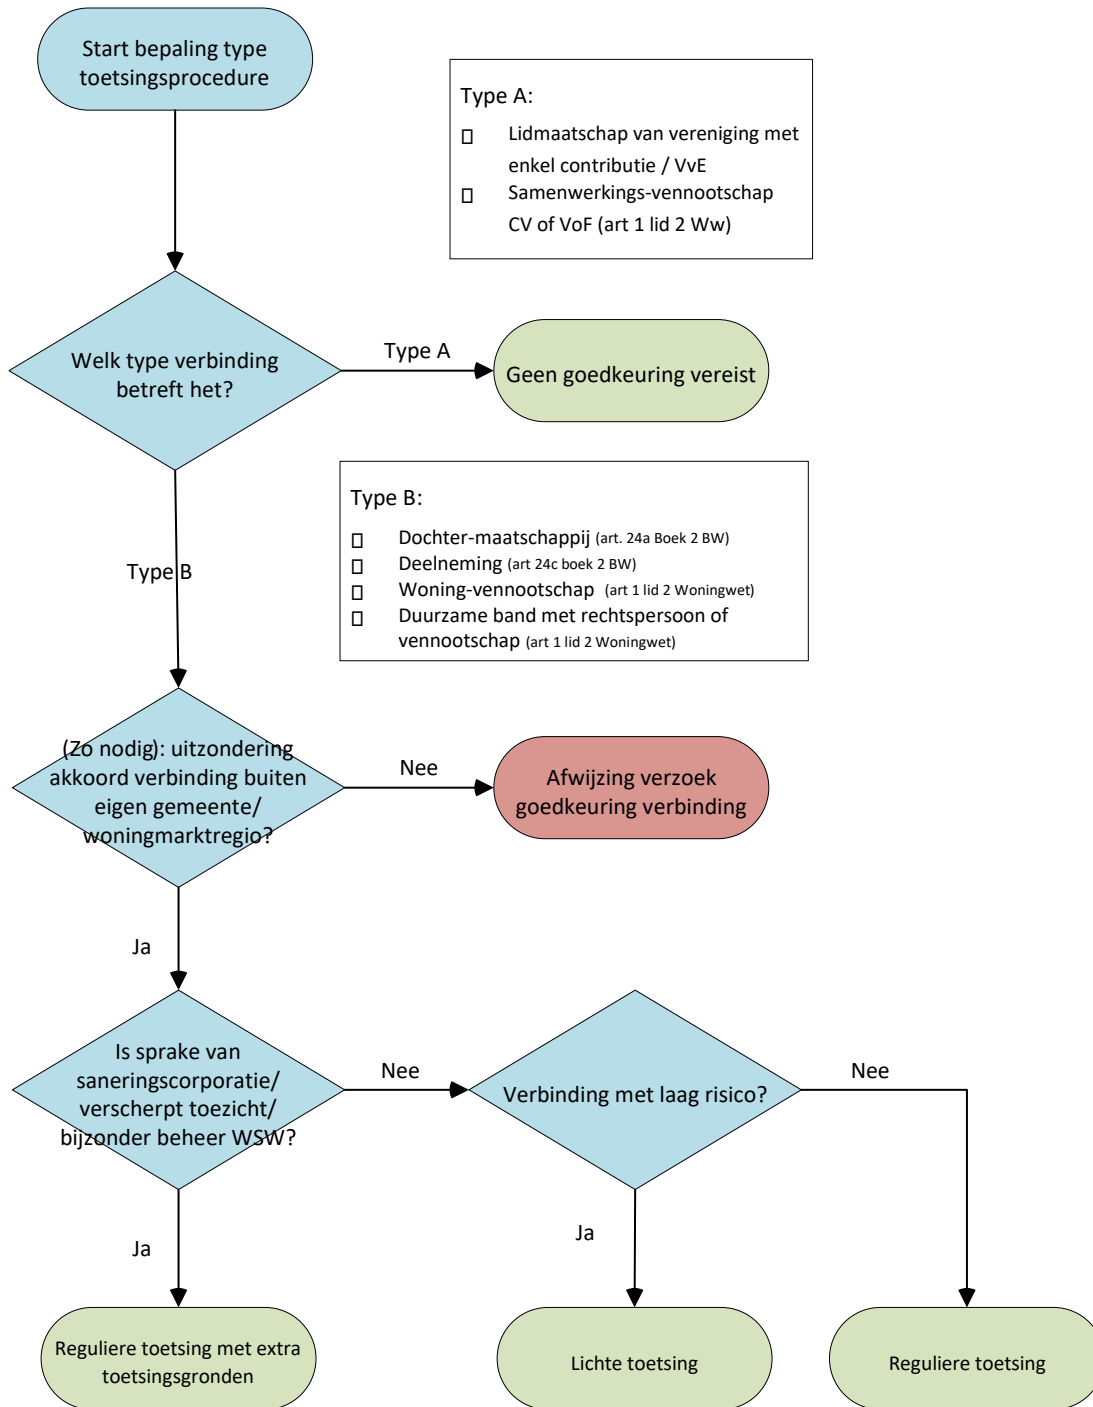 Start bepaling type
toetsingsprocedure
Type A:
Lidmaatschap van vereniging met
enkel contributie / VvE
Samenwerkings-vennootschap
CV of VoF (art 1 lid 2 Ww)
Welk type verbinding
betreft het?
Type A
Geen goedkeuring vereist
Type B:
Dochter-maatschappij (art. 24a Boek 2 BW)
Deelneming (art 24c boek 2 BW)
Woning-vennootschap (art 1 lid 2 Woningwet)
Duurzame band met rechtspersoon of
vennootschap (art 1 lid 2 Woningwet)
Type B
(Zo nodig): uitzondering
akkoord verbinding buiten
eigen gemeente/
woningmarktregio?
Nee
Afwijzing verzoek
goedkeuring verbinding
Ja
Is sprake van
saneringscorporatie/
verscherpt toezicht/
bijzonder beheer WSW?
Nee
Verbinding met laag risico?
Nee
Ja
Ja
Reguliere toetsing met extra
toetsingsgronden
Lichte toetsing
Reguliere toetsing